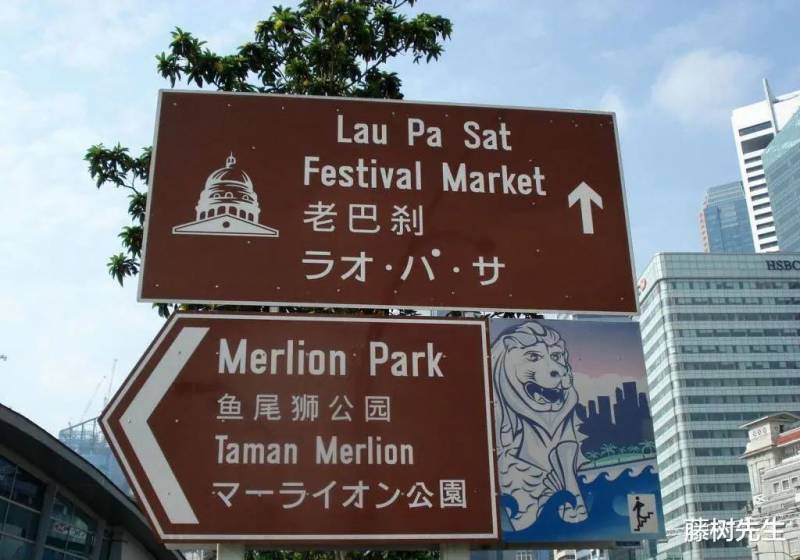 Lau Pa Sat
Festival Market
老巴刹
ラオ・パ・サ
Merlion Park
鱼尾狮公园
Taman Merlion
マーライオン公園
HSBC
藤树先生